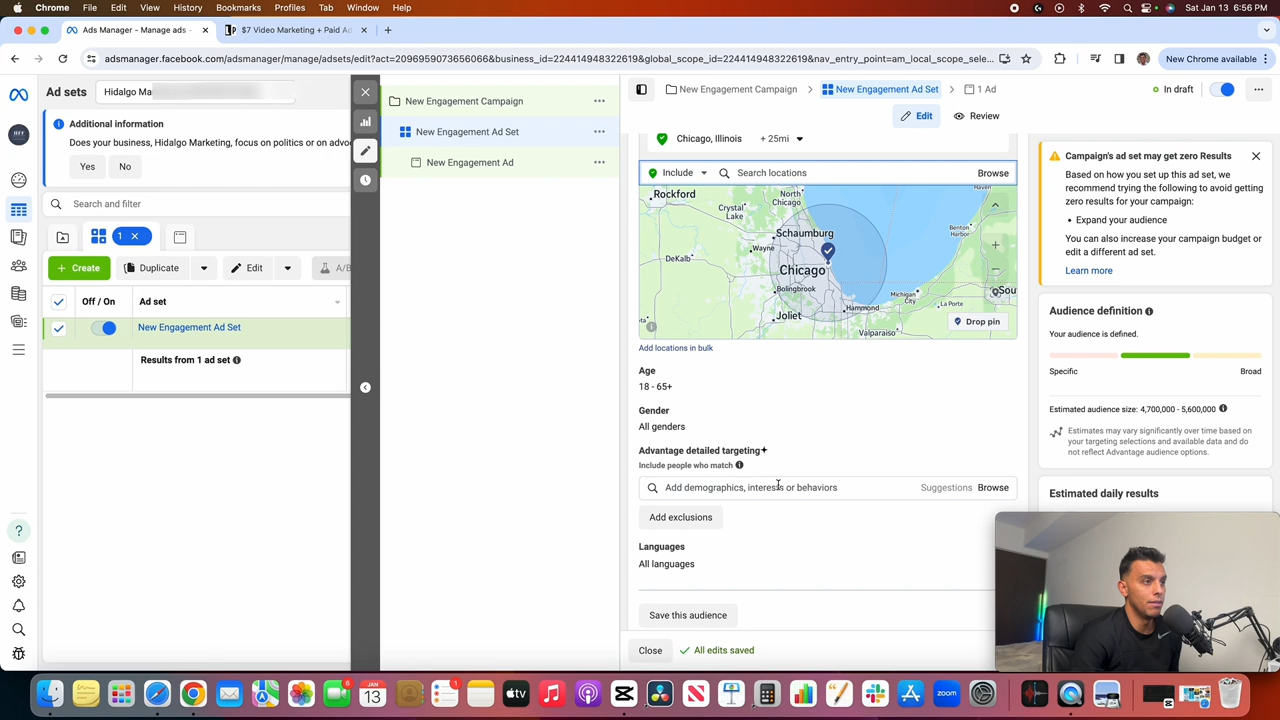 Chrome File Edit View History Bookmarks Profiles Tab Window Help Sat Jan 13 6:56 PM
Ads Manager - Manage ads - $7 Video Marketing + Paid Ad
adsmanager.facebook.com/adsmanager/manage/adsets/edit?act=2096959073656066&business_id=224414948322619&global_scope_id=224414948322619&nav_entry_point=am_local_scope_sele... New Chrome available
Ad sets Hidalgo Ma
Additional information
Does your business, Hidalgo Marketing, focus on politics or on advoc
Yes No
Search and filter
1
+ Create Duplicate Edit A/B
Off / On Ad set
New Engagement Ad Set
Results from 1 ad set
New Engagement Campaign
New Engagement Ad Set
New Engagement Ad
New Engagement Campaign > New Engagement Ad Set > 1 Ad In draft
Edit Review
Chicago, Illinois + 25mi
Include Search locations Browse
Rockford
North Chicago
Crystal Lake
Schaumburg
Wayne
DeKalb
Chicago
Bolingbrook
Joliet
Hammond
Valparaiso
Michigan City
La Porte
Benton Harbor
Sou
Drop pin
Add locations in bulk
Age
18 - 65+
Gender
All genders
Advantage detailed targeting+
Include people who match
Add demographics, interests or behaviors Suggestions Browse
Add exclusions
Languages
All languages
Save this audience
Close All edits saved
Campaign's ad set may get zero Results
Based on how you set up this ad set, we
recommend trying the following to avoid getting
zero results for your campaign:
• Expand your audience
You can also increase your campaign budget or
edit a different ad set.
Learn more
Audience definition
Your audience is defined.
Specific Broad
Estimated audience size: 4,700,000 - 5,600,000
Estimates may vary significantly over time based on
your targeting selections and available data and do
not reflect Advantage audience options.
Estimated daily results
6
JAN
13
1
tv
zoom